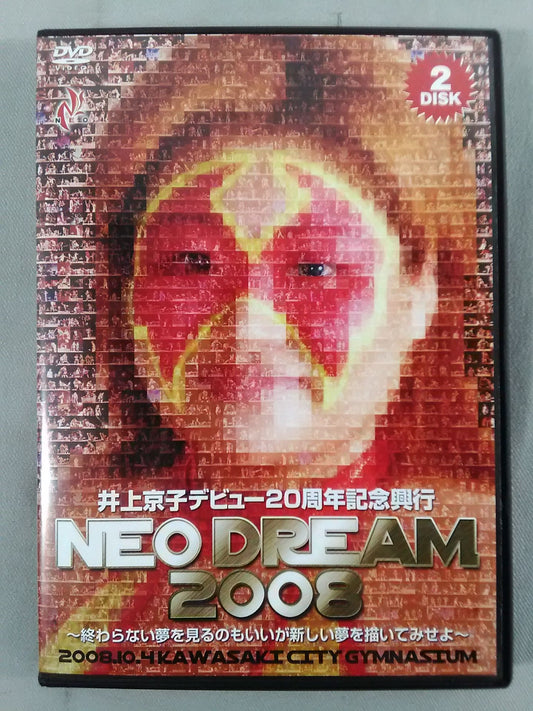 DVD
VIDEO
NEO
2
DISK
井上京子デビュー20周年記念興行
NEO DREAM
2008
～終わらない夢を見るのもいいが新しい夢を描いてみせよ～
2008.10.4 KAWASAKI CITY GYMNASIUM